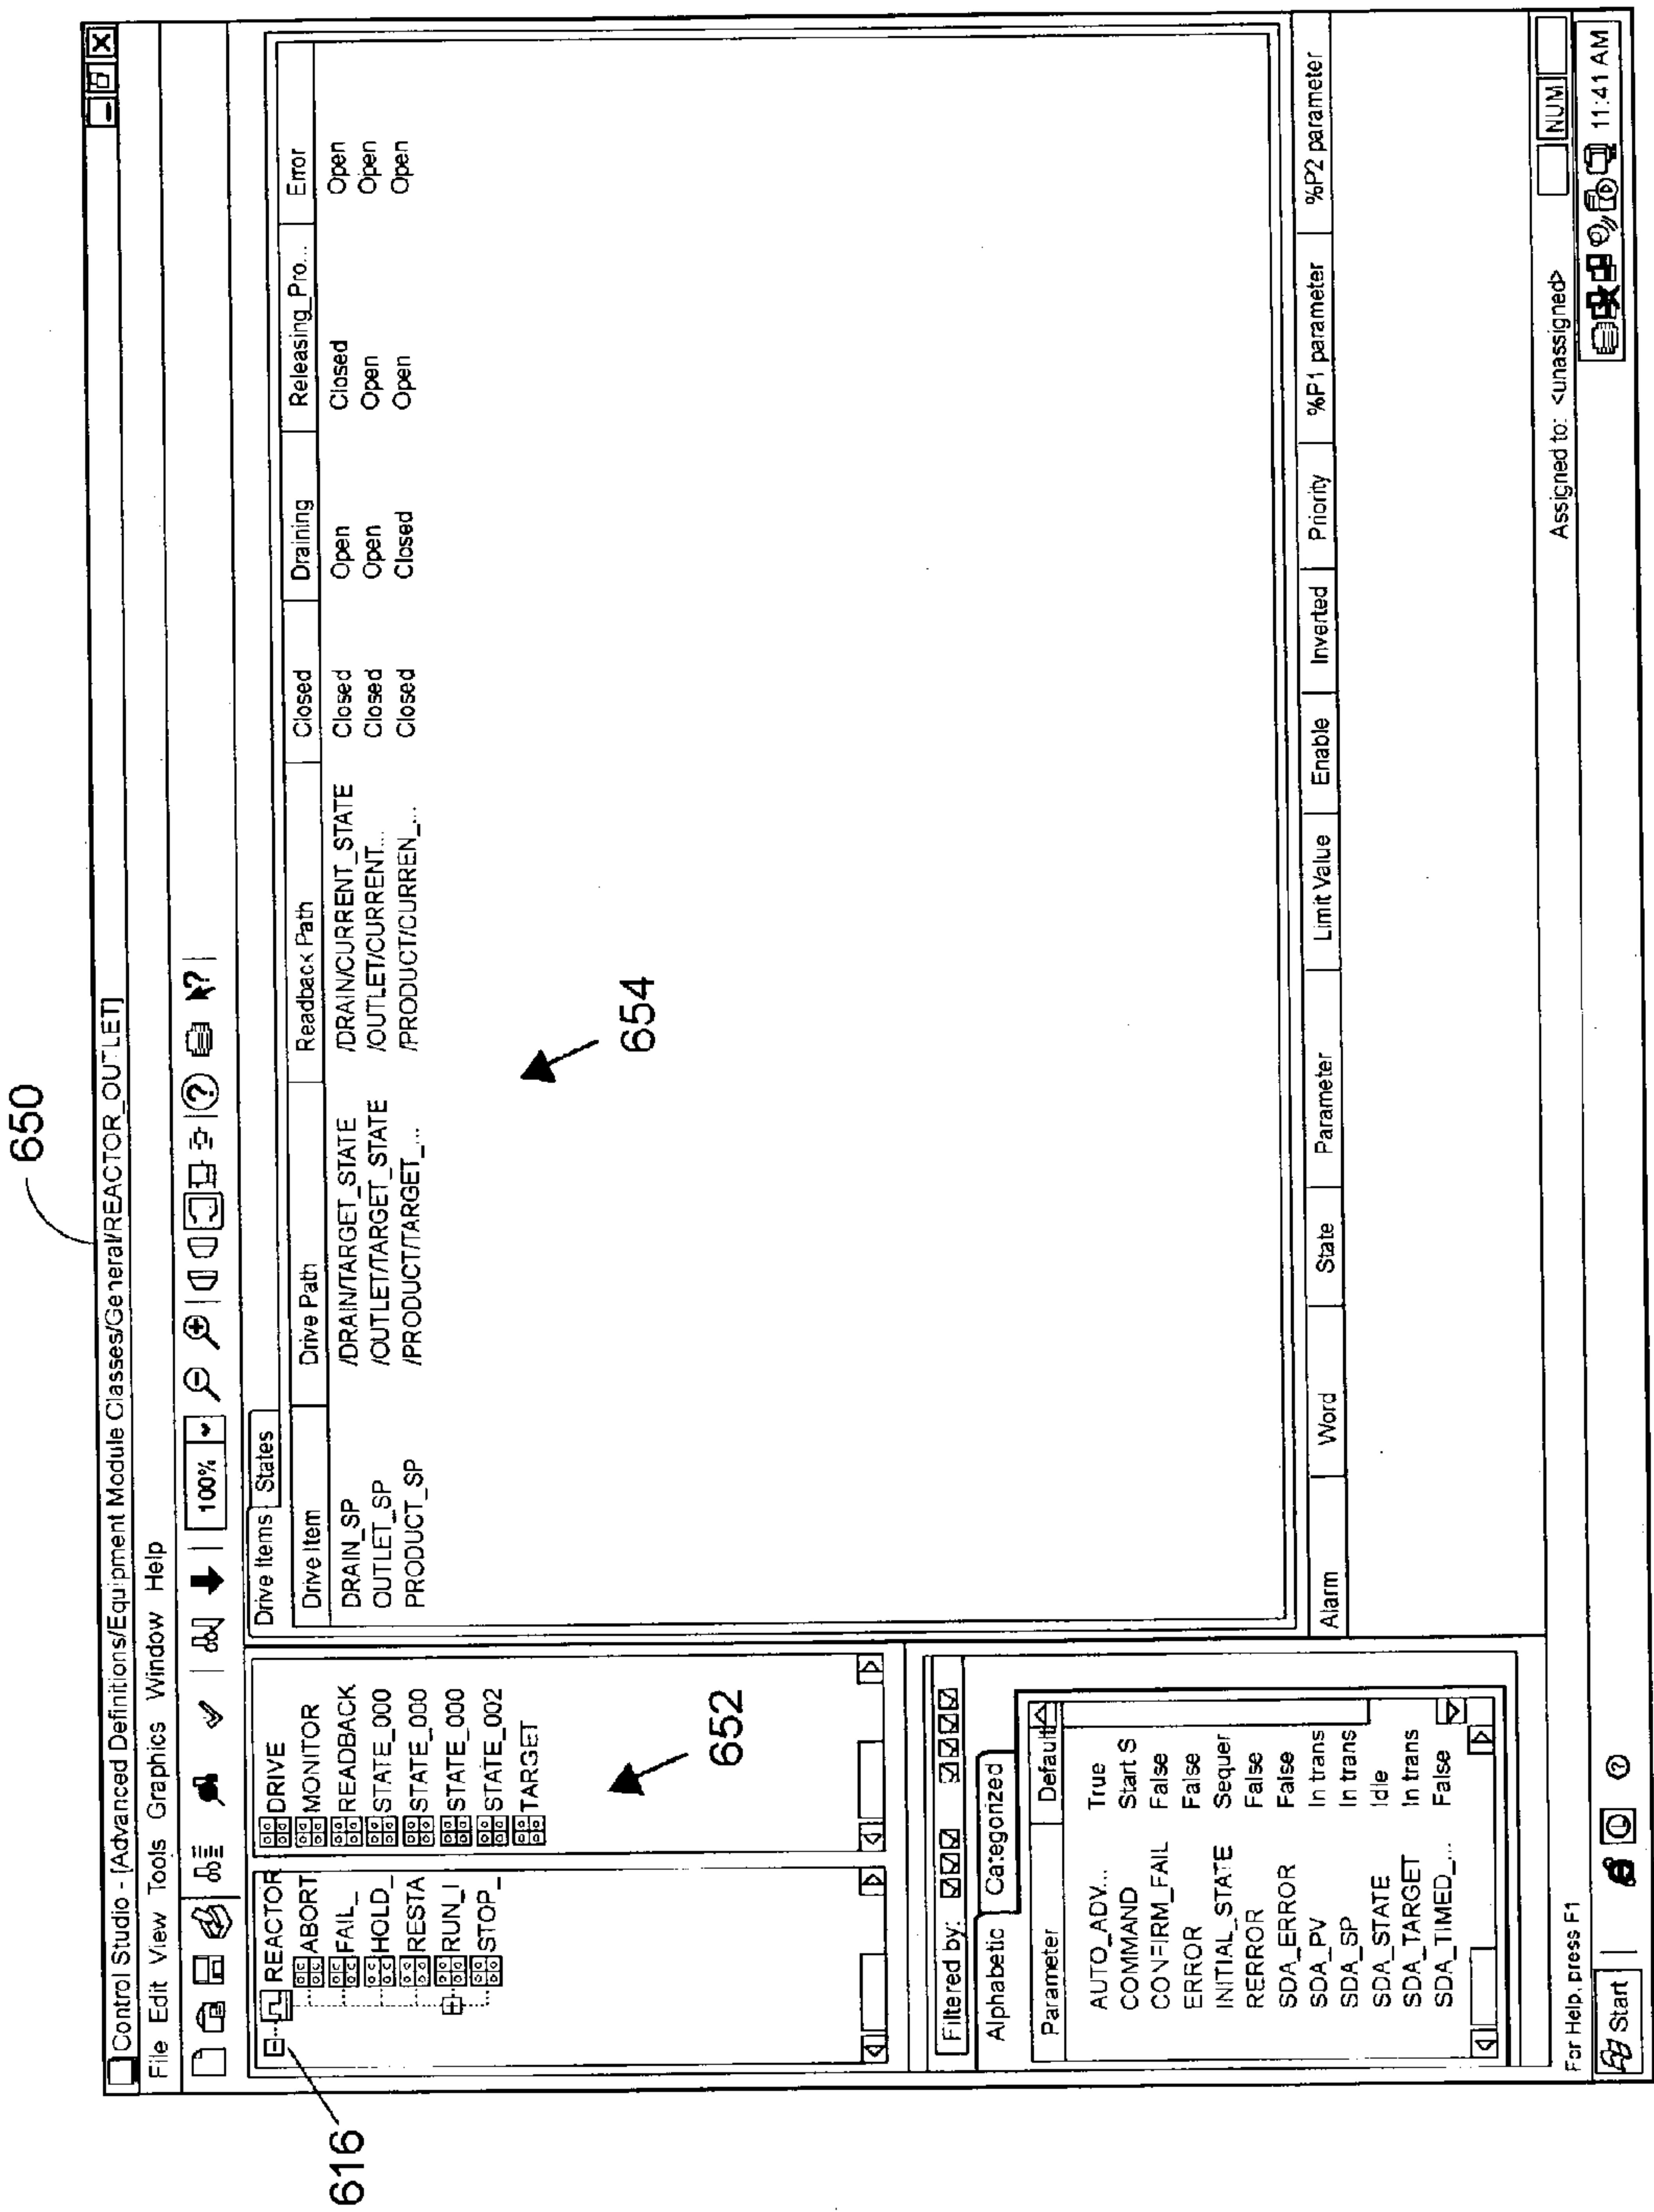 650
Control Studio - [Advanced Definitions/Equipment Module Classes/General/REACTOR_OUTLET]
File Edit View Tools Graphics Window Help
100%
616
REACTOR
ABORT
FAIL_
HOLD_
RESTA
RUN_I
STOP_
DRIVE
MONITOR
READBACK
STATE_000
STATE_000
STATE_000
STATE_002
TARGET
652
Drive Items States
Drive Item Drive Path Readback Path Closed Draining Releasing_Pro... Error
DRAIN_SP /DRAIN/TARGET_STATE /DRAIN/CURRENT_STATE Closed Open Closed Open
OUTLET_SP /OUTLET/TARGET_STATE /OUTLET/CURRENT... Closed Open Open Open
PRODUCT_SP /PRODUCT/TARGET_... /PRODUCT/CURREN_... Closed Closed Open Open
654
Filtered by:
Alphabetic Categorized
Parameter Default
AUTO_ADV... True
COMMAND Start S
CONFIRM_FAIL False
ERROR False
INITIAL_STATE Sequer
RERROR False
SDA_ERROR False
SDA_PV In trans
SDA_SP In trans
SDA_STATE Idle
SDA_TARGET In trans
SDA_TIMED_... False
Alarm Word State Parameter Limit Value Enable Inverted Priority %P1 parameter %P2 parameter
For Help, press F1 Assigned to: <unassigned> NUM
Start 11:41 AM